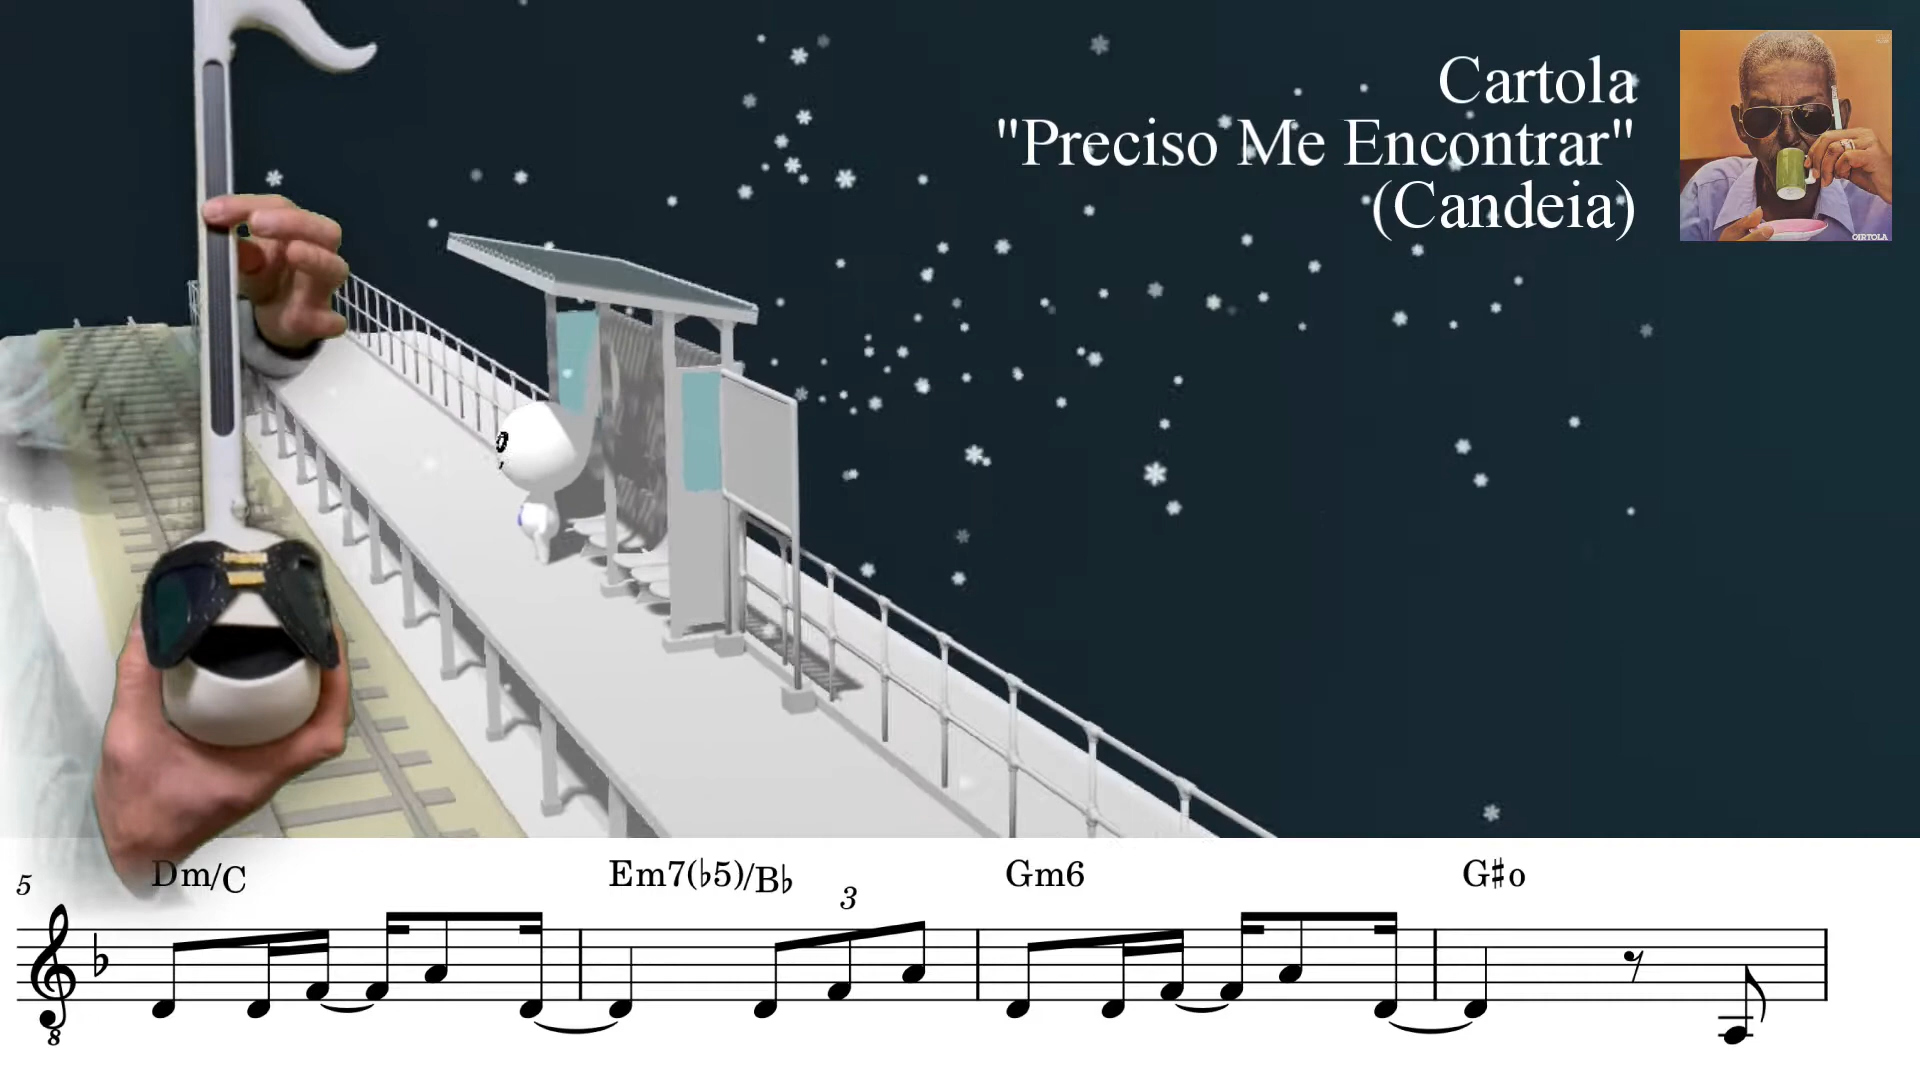 Cartola
"Preciso Me Encontrar"
(Candeia)
CARTOLA
5 Dm/C Em7(♭5)/B♭ Gm6 G♯o
3
8